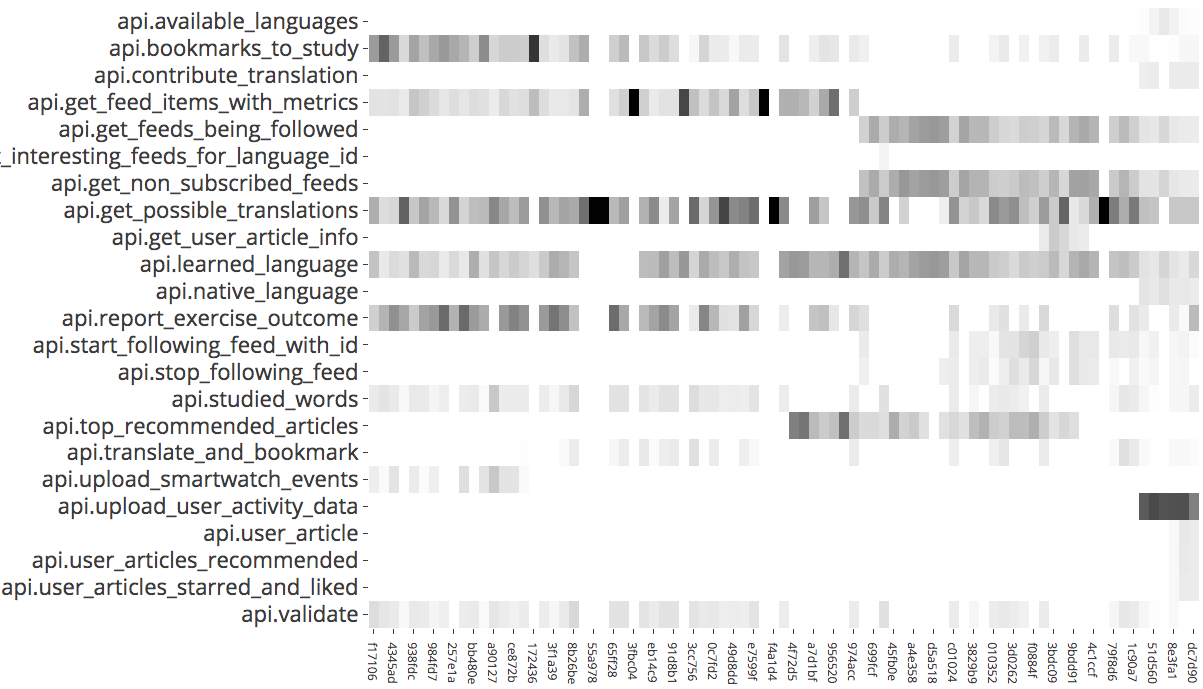 api.available_languages
api.bookmarks_to_study
api.contribute_translation
api.get_feed_items_with_metrics
api.get_feeds_being_followed
_interesting_feeds_for_language_id
api.get_non_subscribed_feeds
api.get_possible_translations
api.get_user_article_info
api.learned_language
api.native_language
api.report_exercise_outcome
api.start_following_feed_with_id
api.stop_following_feed
api.studied_words
api.top_recommended_articles
api.translate_and_bookmark
api.upload_smartwatch_events
api.upload_user_activity_data
api.user_article
api.user_articles_recommended
api.user_articles_starred_and_liked
api.validate
f17106
4345ad
938fdc
984fd7
257e1a
bb480e
a90127
ce872b
172436
3f1a39
8b26be
55a978
65ff28
3fbc04
eb14c9
91d8b1
3cc756
0c7fd2
49d8dd
e7599f
f4a1d4
4f72d5
a7d1bf
956520
974acc
699fcf
45fb0e
a4e358
d5a518
c01024
3829b9
010352
3d0262
f0884f
3bdc09
9bdd91
4c1ccf
79f8d6
1c90a7
51d560
8e3fa1
dc7d90